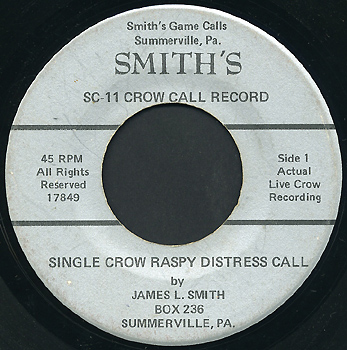 Smith's Game Calls
Summerville, Pa.
SMITH'S
SC-11 CROW CALL RECORD
45 RPM
All Rights
Reserved
17849
Side 1
Actual
Live Crow
Recording
SINGLE CROW RASPY DISTRESS CALL
by
JAMES L. SMITH
BOX 236
SUMMERVILLE, PA.